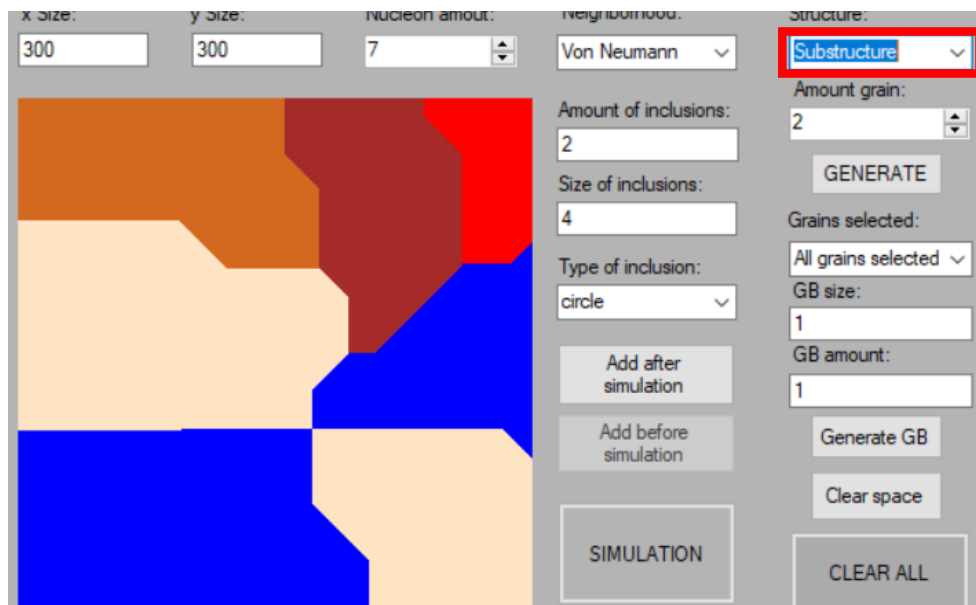 x Size:
y Size:
Nucleon amout:
Neighborhood:
Structure:
300
300
7
Von Neumann
Substructure
Amount grain:
2
GENERATE
Amount of inclusions:
2
Size of inclusions:
4
Type of inclusion:
circle
Add after
simulation
Add before
simulation
SIMULATION
Grains selected:
All grains selected
GB size:
1
GB amount:
1
Generate GB
Clear space
CLEAR ALL